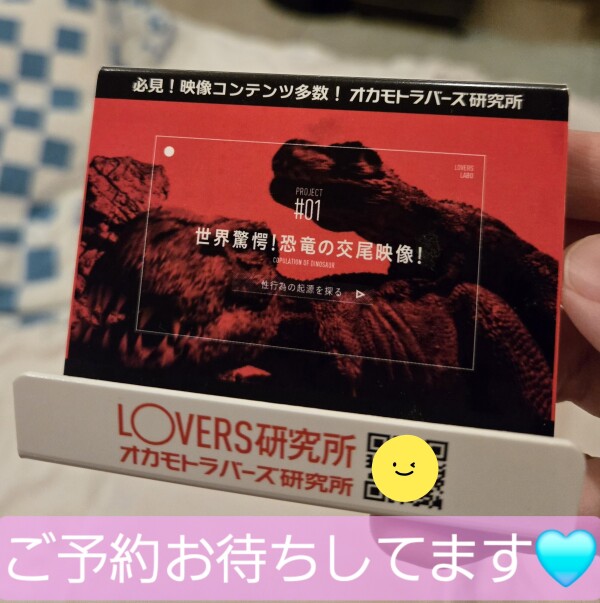 必見！映像コンテンツ多数！ オカモトラバーズ研究所
LOVERS
LABO
PROJECT
#01
世界驚愕！恐竜の交尾映像！
COPULATION OF DINOSAUR
性行為の起源を探る
LOVERS研究所
オカモトラバーズ研究所
ご予約お待ちしてます🩵